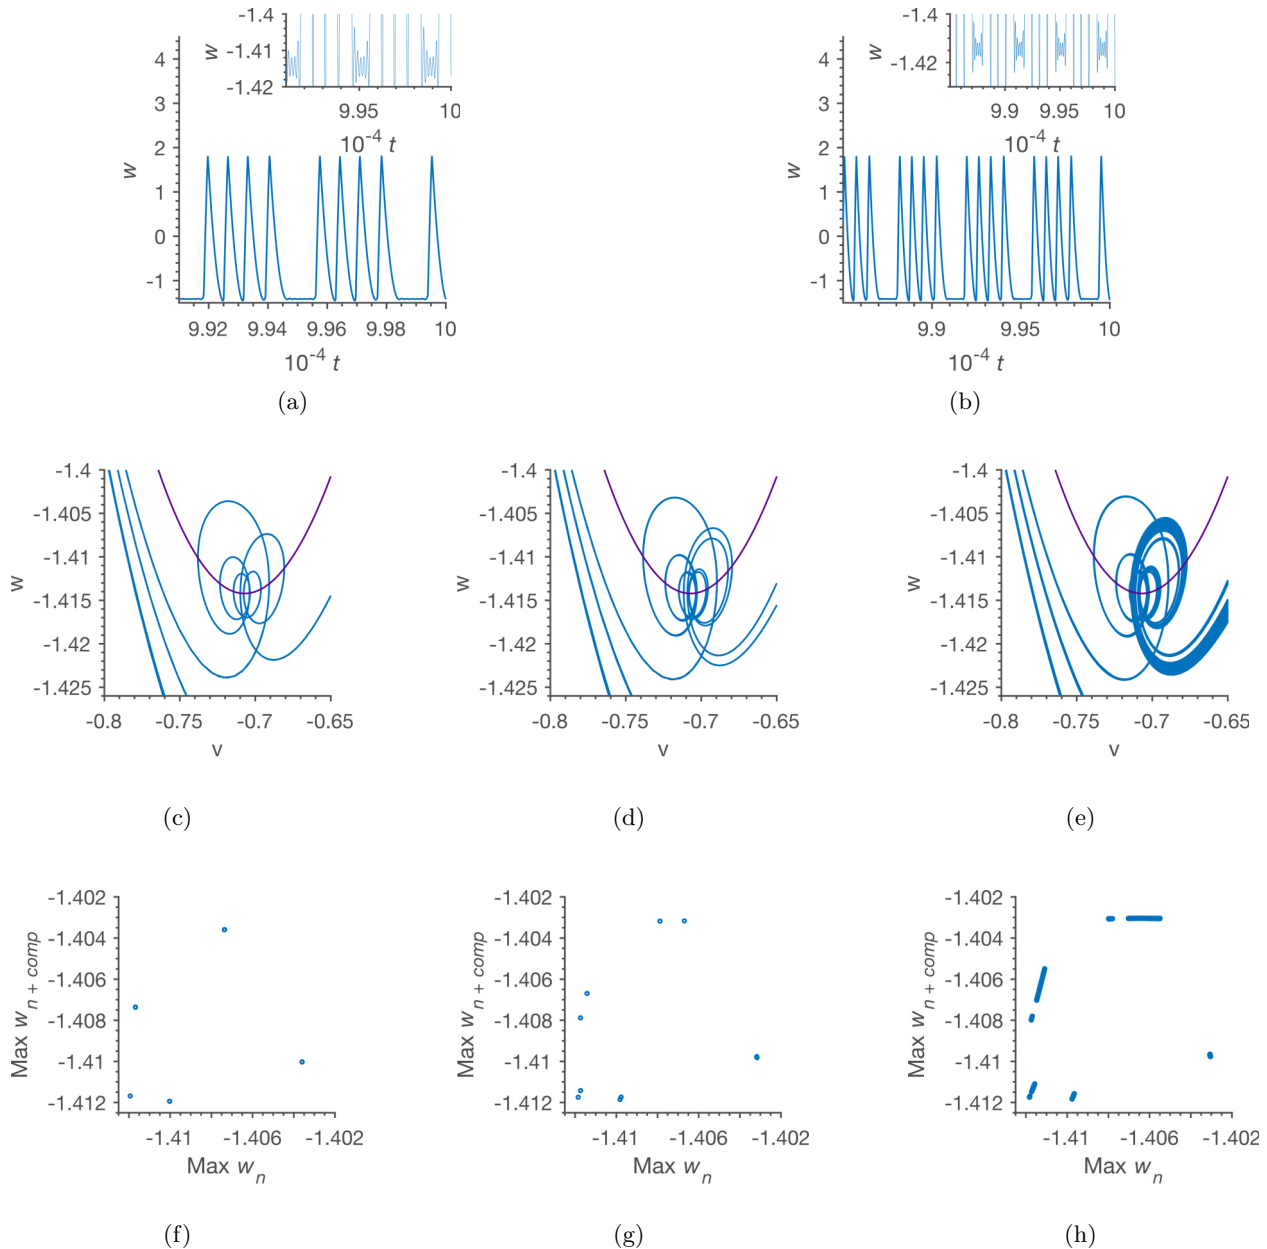 -1.4
w -1.41
-1.42
9.95 10
10⁻⁴ t
4
3
2
w 1
0
-1
9.92 9.94 9.96 9.98 10
10⁻⁴ t
(a)
-1.4
w -1.42
9.9 9.95 10
10⁻⁴ t
4
3
2
w 1
0
-1
9.9 9.95 10
10⁻⁴ t
(b)
-1.4
-1.405
-1.41
w
-1.415
-1.42
-1.425
-0.8 -0.75 -0.7 -0.65
v
(c)
-1.4
-1.405
-1.41
w
-1.415
-1.42
-1.425
-0.8 -0.75 -0.7 -0.65
v
(d)
-1.4
-1.405
-1.41
w
-1.415
-1.42
-1.425
-0.8 -0.75 -0.7 -0.65
v
(e)
-1.402
-1.404
-1.406
Max wₙ ₊ comp
-1.408
-1.41
-1.412
-1.41 -1.406 -1.402
Max wₙ
(f)
-1.402
-1.404
-1.406
Max wₙ ₊ comp
-1.408
-1.41
-1.412
-1.41 -1.406 -1.402
Max wₙ
(g)
-1.402
-1.404
-1.406
Max wₙ ₊ comp
-1.408
-1.41
-1.412
-1.41 -1.406 -1.402
Max wₙ
(h)